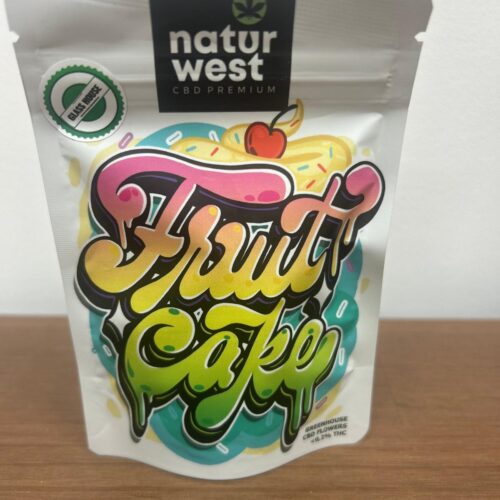 natur
west
CBD PREMIUM
GLASS HOUSE
Fruit
Cake
GREENHOUSE
CBD FLOWERS
<0,2% THC